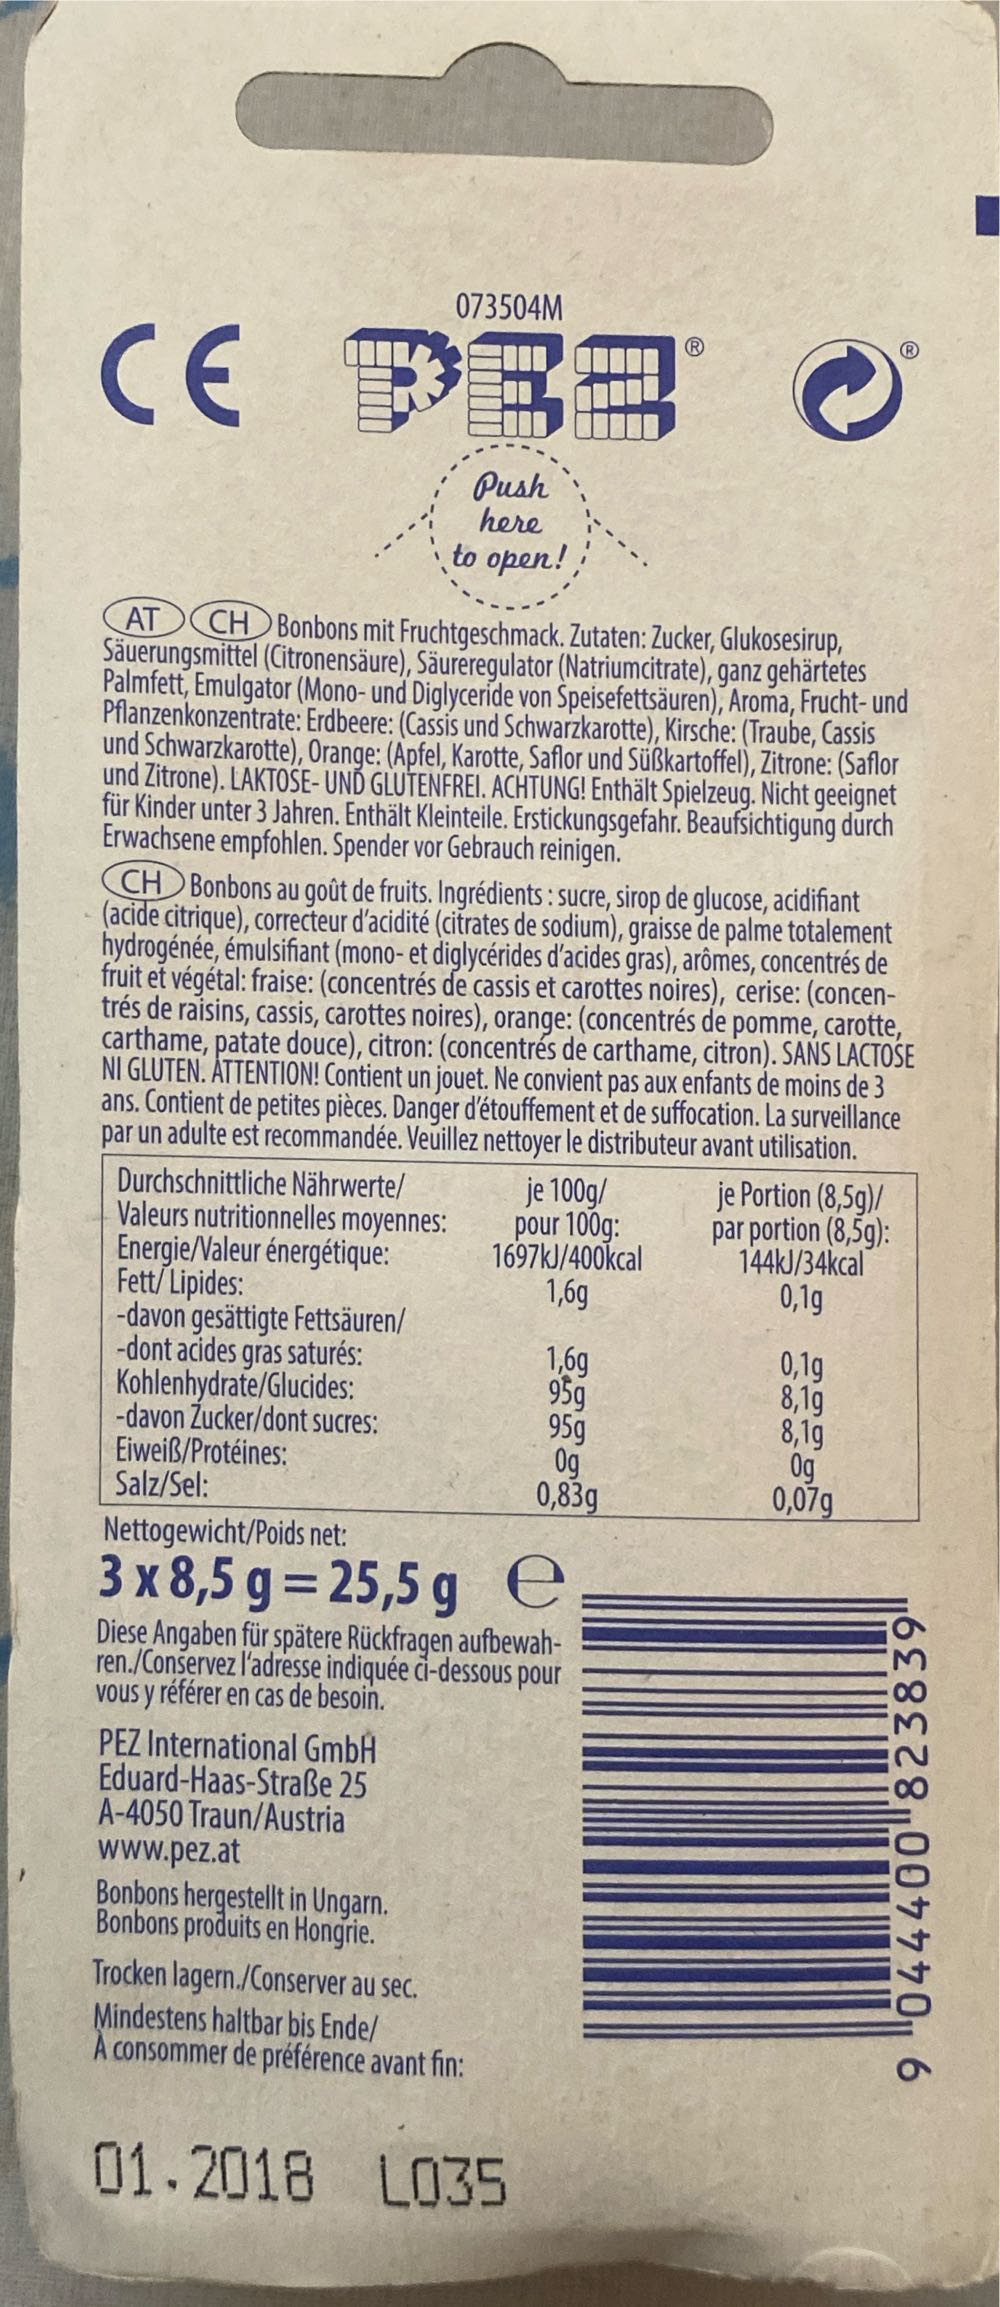 073504M
CE PEZ® ®
Push
here
to open!
AT CH Bonbons mit Fruchtgeschmack. Zutaten: Zucker, Glukosesirup,
Säuerungsmittel (Citronensäure), Säureregulator (Natriumcitrate), ganz gehärtetes
Palmfett, Emulgator (Mono- und Diglyceride von Speisefettsäuren), Aroma, Frucht- und
Pflanzenkonzentrate: Erdbeere: (Cassis und Schwarzkarotte), Kirsche: (Traube, Cassis
und Schwarzkarotte), Orange: (Apfel, Karotte, Saflor und Süßkartoffel), Zitrone: (Saflor
und Zitrone). LAKTOSE- UND GLUTENFREI. ACHTUNG! Enthält Spielzeug. Nicht geeignet
für Kinder unter 3 Jahren. Enthält Kleinteile. Erstickungsgefahr. Beaufsichtigung durch
Erwachsene empfohlen. Spender vor Gebrauch reinigen.
CH Bonbons au goût de fruits. Ingrédients : sucre, sirop de glucose, acidifiant
(acide citrique), correcteur d'acidité (citrates de sodium), graisse de palme totalement
hydrogénée, émulsifiant (mono- et diglycérides d'acides gras), arômes, concentrés de
fruit et végétal: fraise: (concentrés de cassis et carottes noires), cerise: (concen-
trés de raisins, cassis, carottes noires), orange: (concentrés de pomme, carotte,
carthame, patate douce), citron: (concentrés de carthame, citron). SANS LACTOSE
NI GLUTEN. ATTENTION! Contient un jouet. Ne convient pas aux enfants de moins de 3
ans. Contient de petites pièces. Danger d'étouffement et de suffocation. La surveillance
par un adulte est recommandée. Veuillez nettoyer le distributeur avant utilisation.
Durchschnittliche Nährwerte/ je 100g/ je Portion (8,5g)/
Valeurs nutritionnelles moyennes: pour 100g: par portion (8,5g):
Energie/Valeur énergétique: 1697kJ/400kcal 144kJ/34kcal
Fett/ Lipides: 1,6g 0,1g
-davon gesättigte Fettsäuren/
-dont acides gras saturés: 1,6g 0,1g
Kohlenhydrate/Glucides: 95g 8,1g
-davon Zucker/dont sucres: 95g 8,1g
Eiweiß/Protéines: 0g 0g
Salz/Sel: 0,83g 0,07g
Nettogewicht/Poids net:
3 x 8,5 g = 25,5 g e
Diese Angaben für spätere Rückfragen aufbewah-
ren./Conservez l'adresse indiquée ci-dessous pour
vous y référer en cas de besoin.
PEZ International GmbH
Eduard-Haas-Straße 25
A-4050 Traun/Austria
www.pez.at
Bonbons hergestellt in Ungarn.
Bonbons produits en Hongrie.
Trocken lagern./Conserver au sec.
Mindestens haltbar bis Ende/
À consommer de préférence avant fin:
01.2018 L035
9 044400 823839